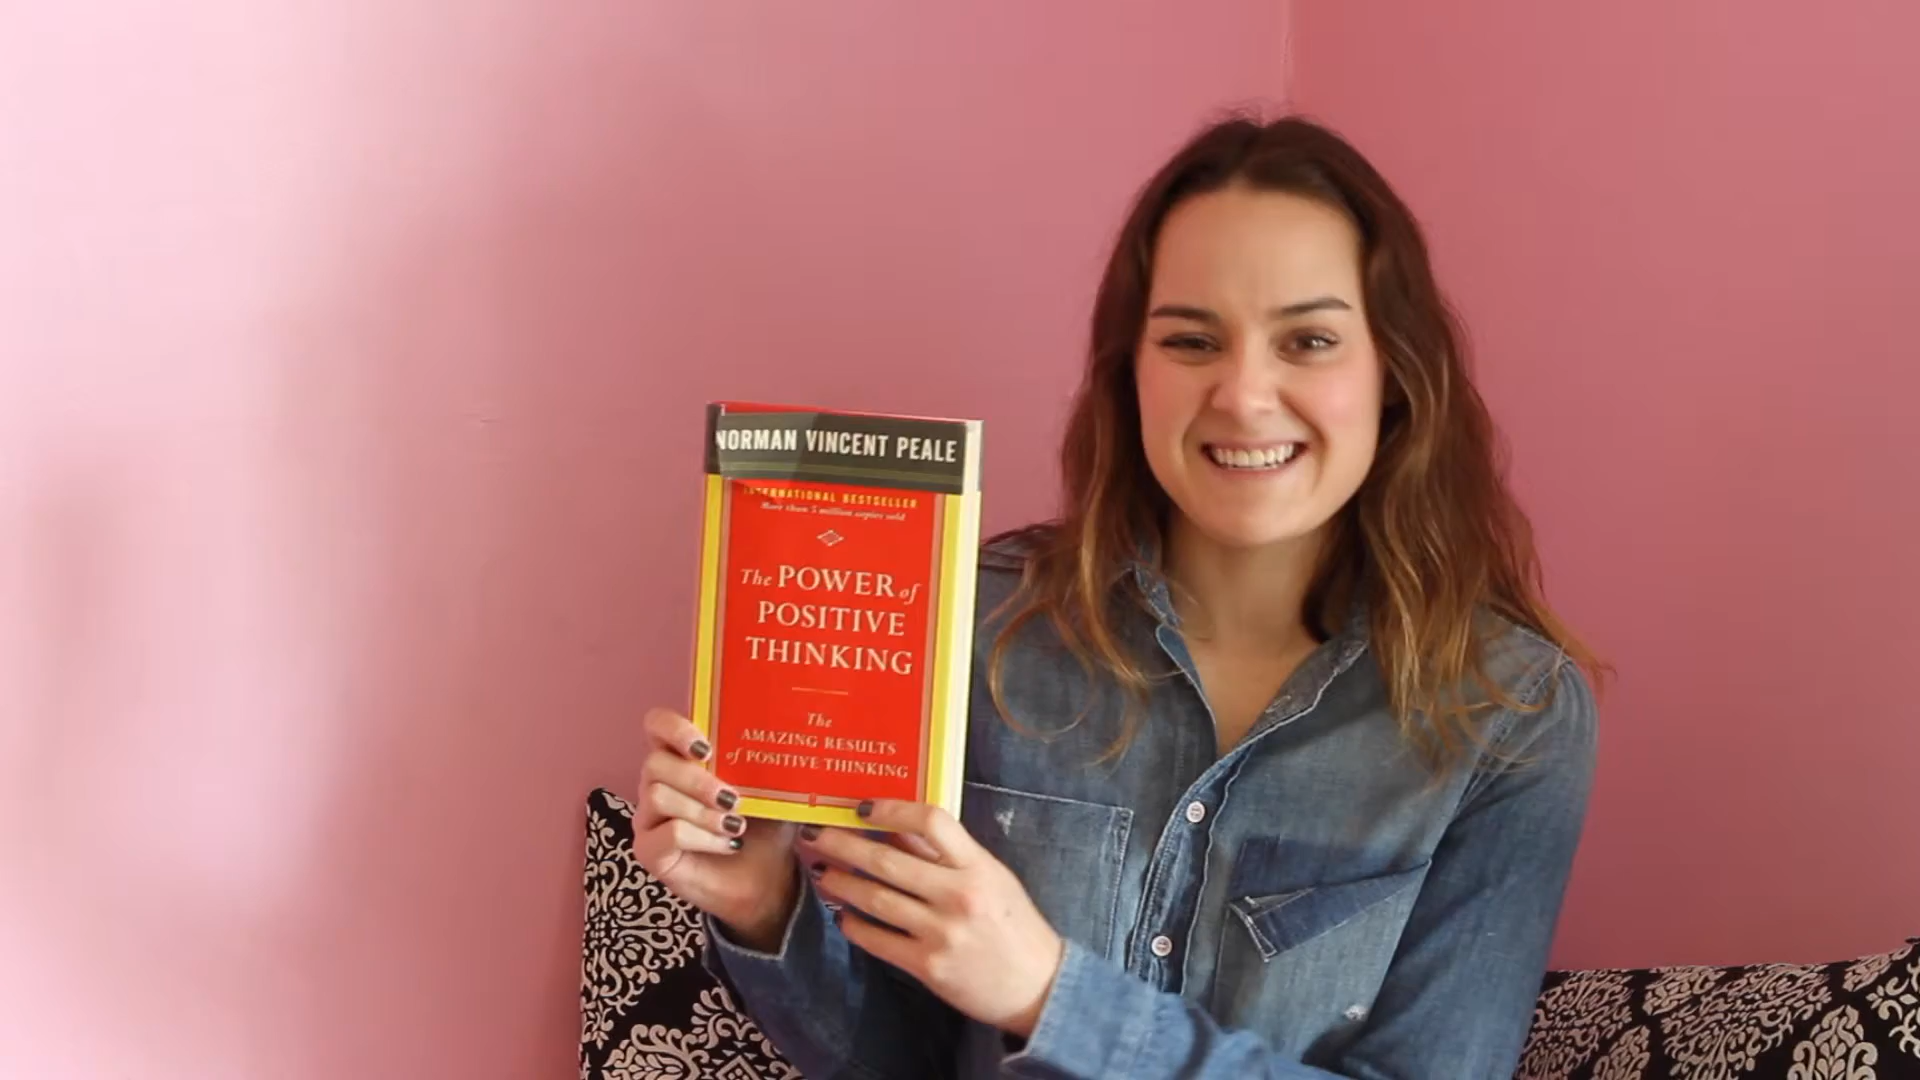 NORMAN VINCENT PEALE
INTERNATIONAL BESTSELLER
More than 5 million copies sold
The POWER of
POSITIVE
THINKING
The
AMAZING RESULTS
of POSITIVE THINKING